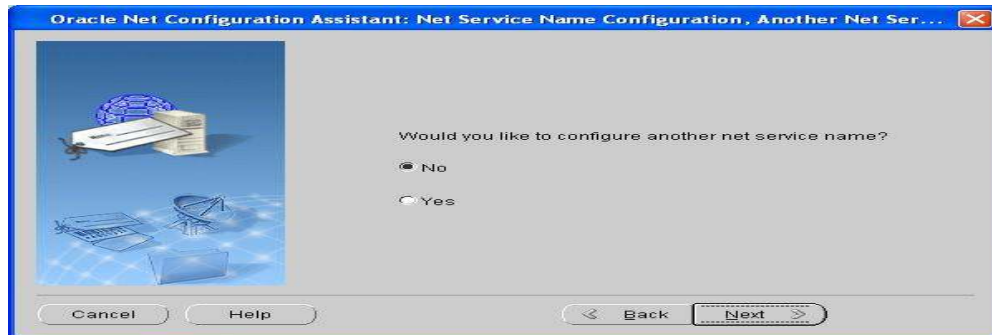 Oracle Net Configuration Assistant: Net Service Name Configuration, Another Net Ser...
Would you like to configure another net service name?
No
Yes
Cancel
Help
Back
Next